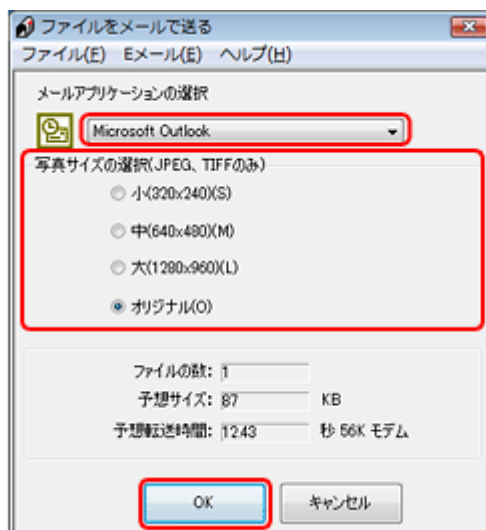 ファイルをメールで送る
ファイル(F) Eメール(E) ヘルプ(H)
メールアプリケーションの選択
Microsoft Outlook
写真サイズの選択(JPEG、TIFFのみ)
小(320x240)(S)
中(640x480)(M)
大(1280x960)(L)
オリジナル(O)
ファイルの数: 1
予想サイズ: 87 KB
予想転送時間: 12.43 秒 56K モデム
OK キャンセル